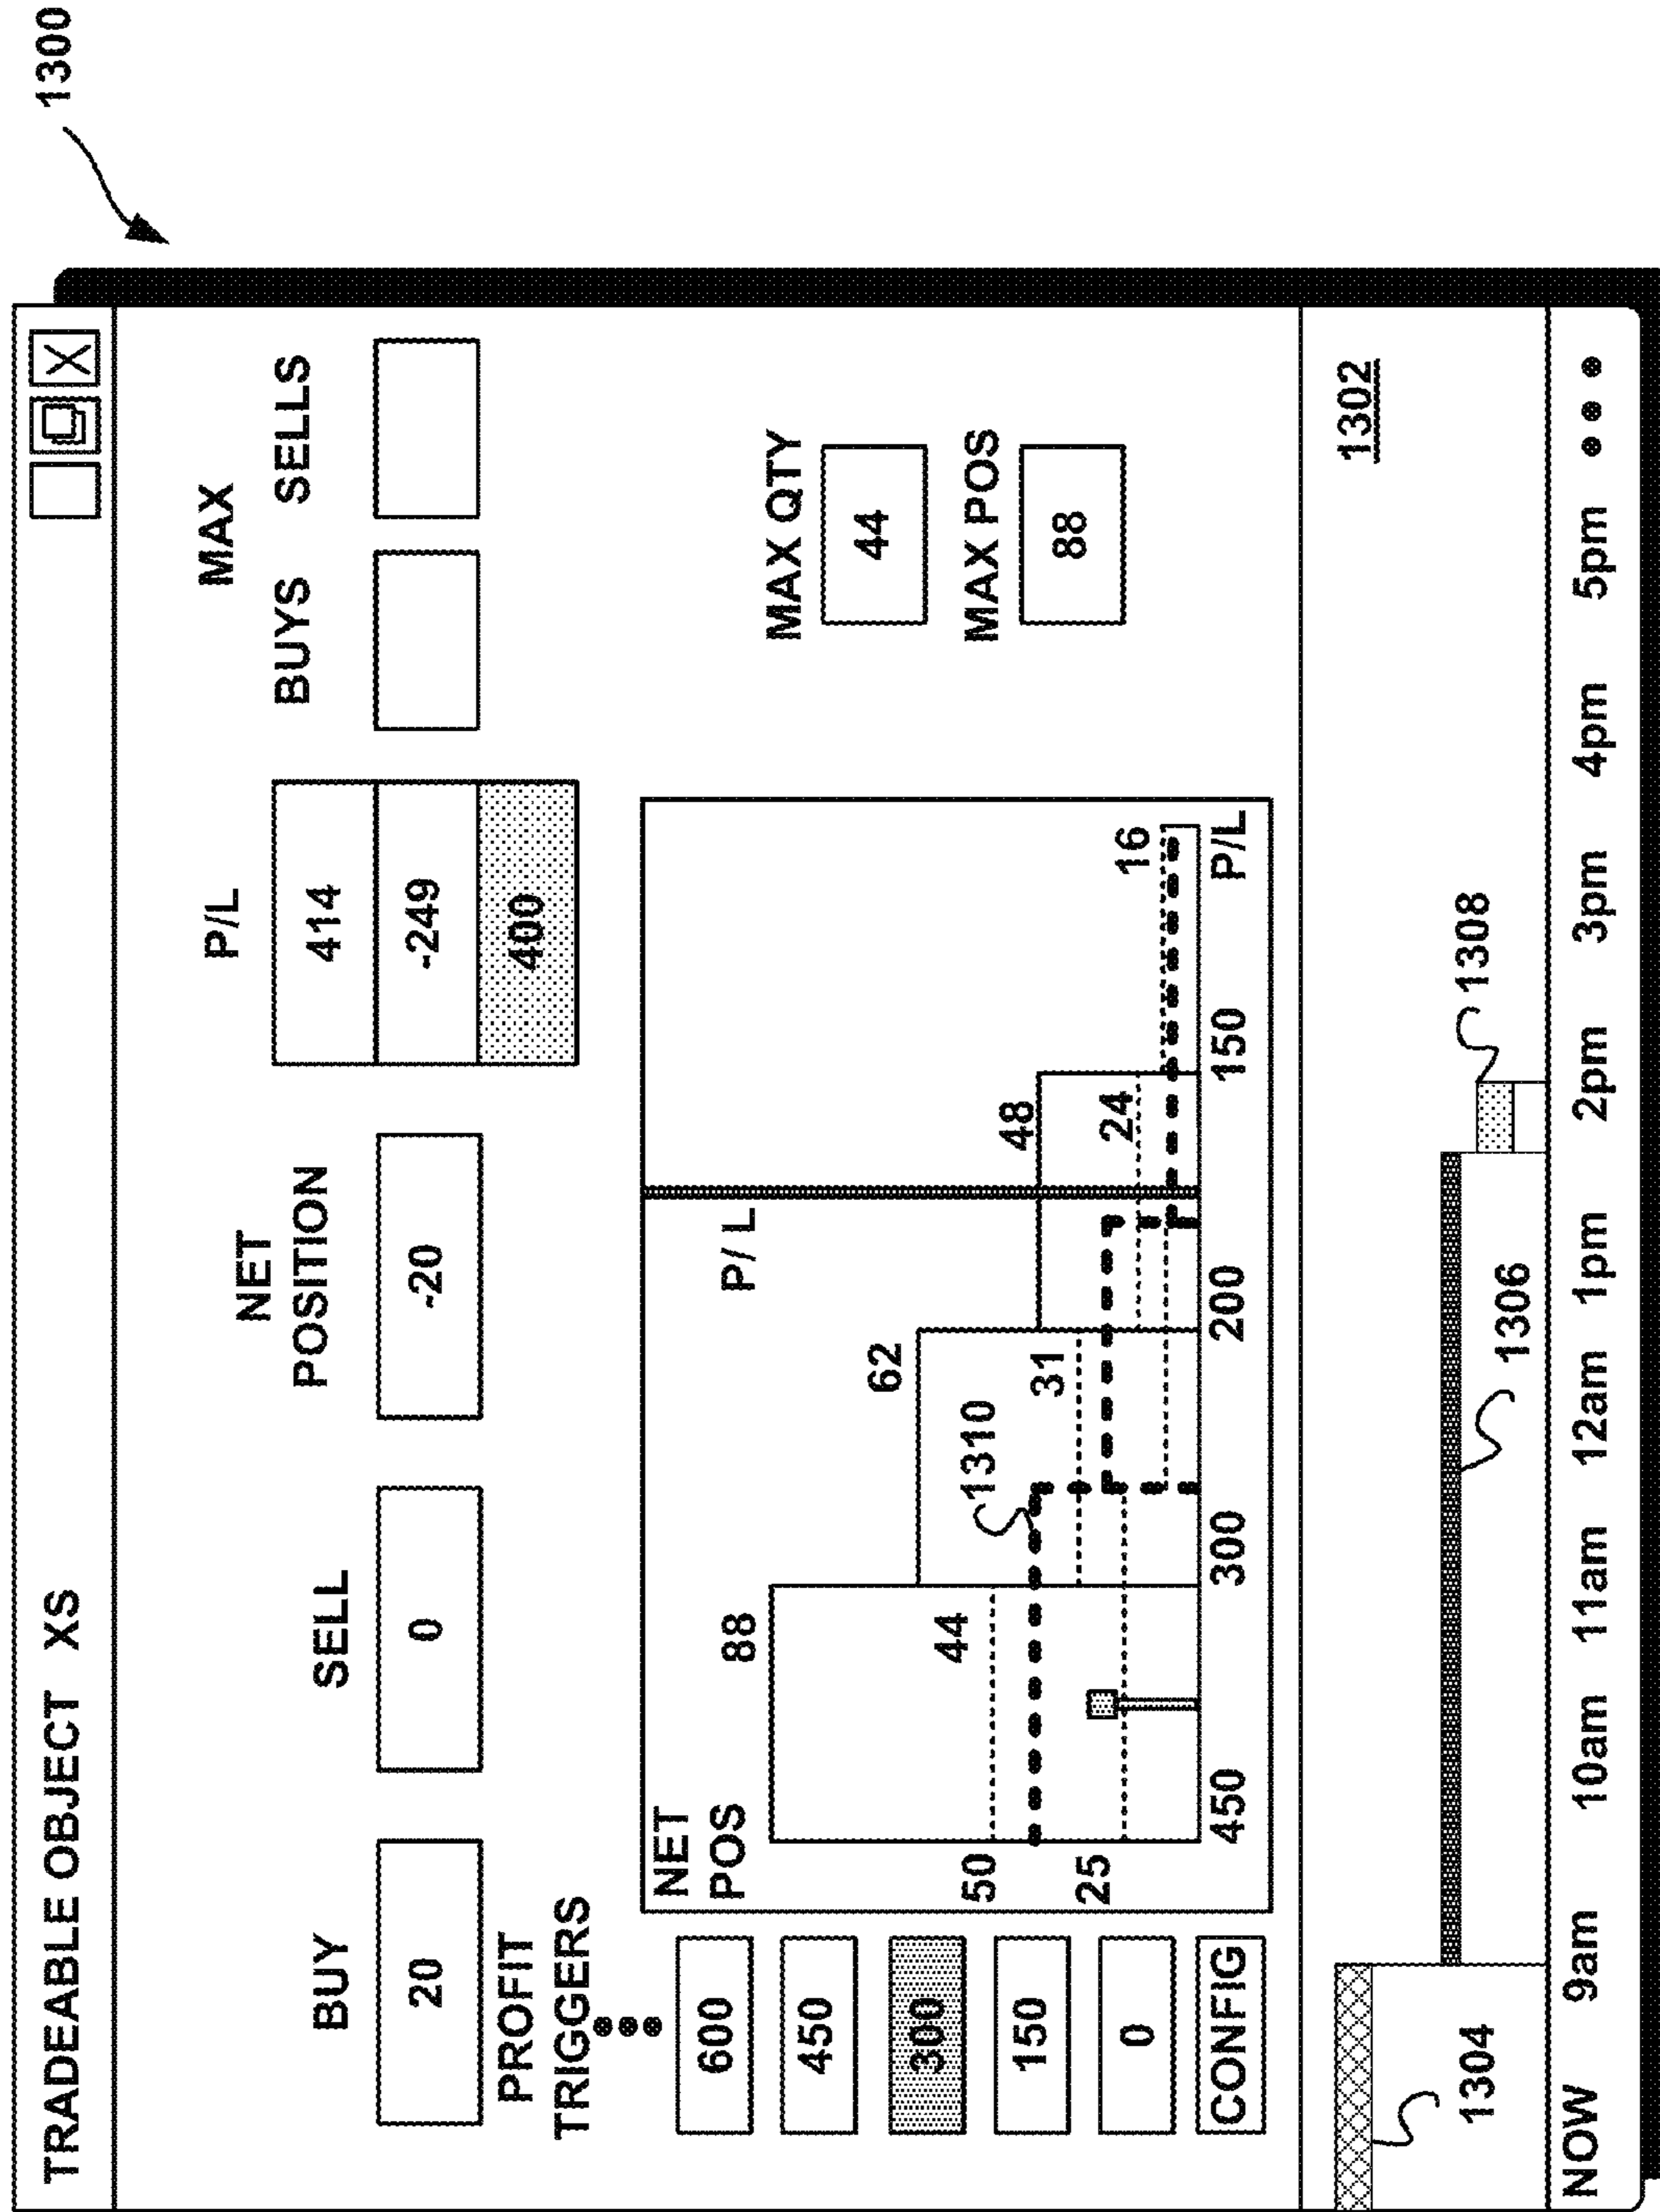 1300
TRADEABLE OBJECT XS
X
MAX
BUY SELL NET POSITION P/L BUYS SELLS
20 0 -20 414
-249
400
PROFIT TRIGGERS
600
450
300
150
0
CONFIG
NET POS
P/L
88
62
48
50
44
1310
31
24
16
25
450 300 200 150 P/L
MAX QTY
44
MAX POS
88
1302
1304
1306
1308
NOW 9am 10am 11am 12am 1pm 2pm 3pm 4pm 5pm